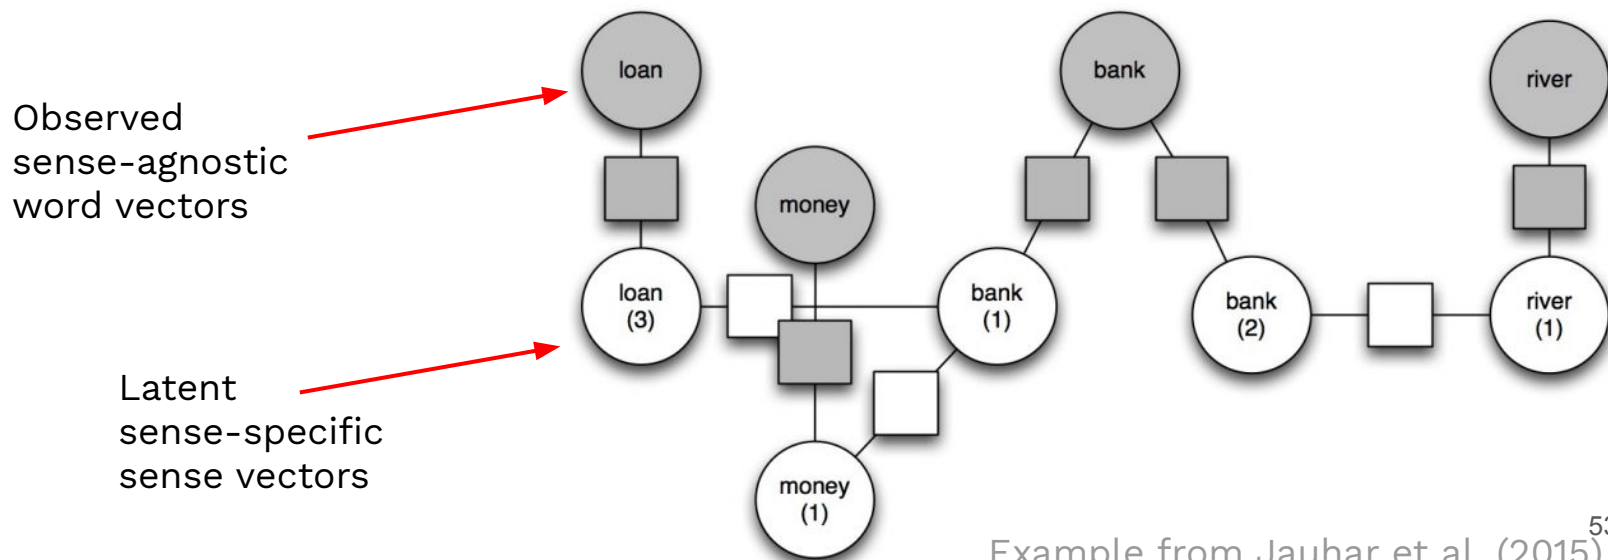 Observed
sense-agnostic
word vectors
Latent
sense-specific
sense vectors
loan
bank
river
money
loan
(3)
bank
(1)
bank
(2)
river
(1)
money
(1)
53
Example from Jauhar et al. (2015)